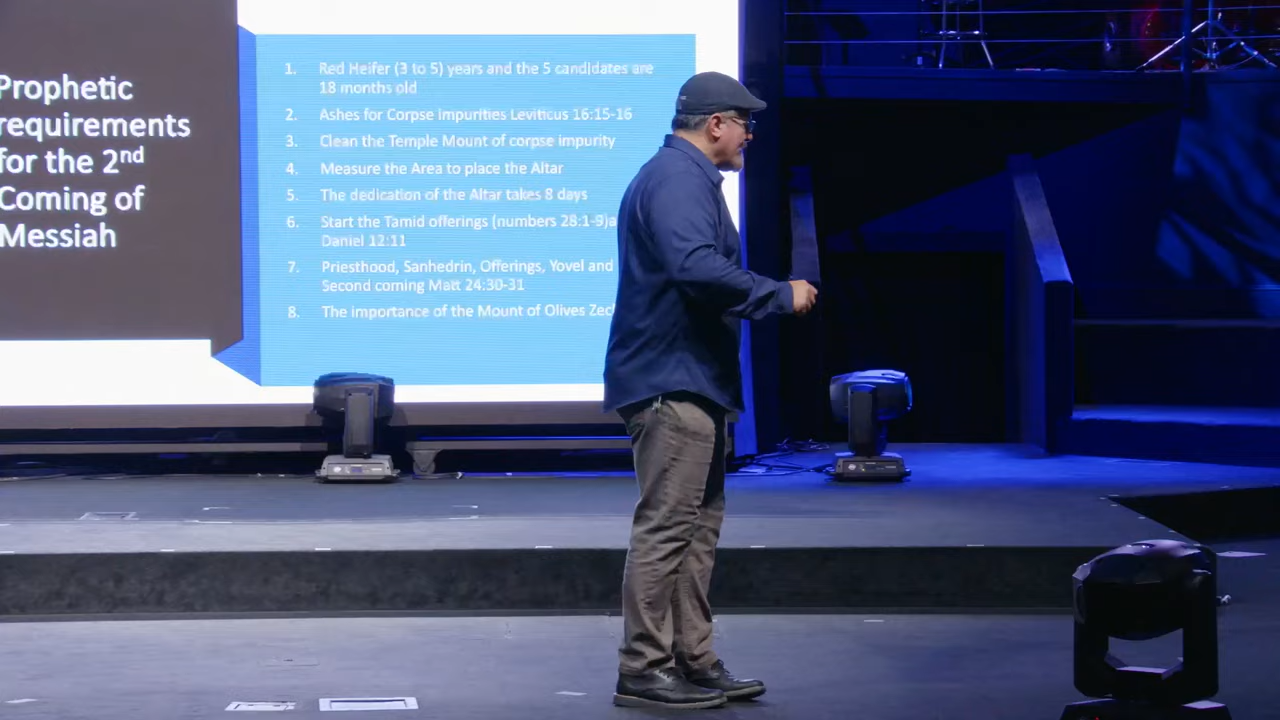 Prophetic
requirements
for the 2nd
Coming of
Messiah
1. Red Heifer (3 to 5) years and the 5 candidates are
18 months old
2. Ashes for Corpse impurities Leviticus 16:15-16
3. Clean the Temple Mount of corpse impurity
4. Measure the Area to place the Altar
5. The dedication of the Altar takes 8 days
6. Start the Tamid offerings (numbers 28:1-9)a
Daniel 12:11
7. Priesthood, Sanhedrin, Offerings, Yovel and
Second coming Matt 24:30-31
8. The importance of the Mount of Olives